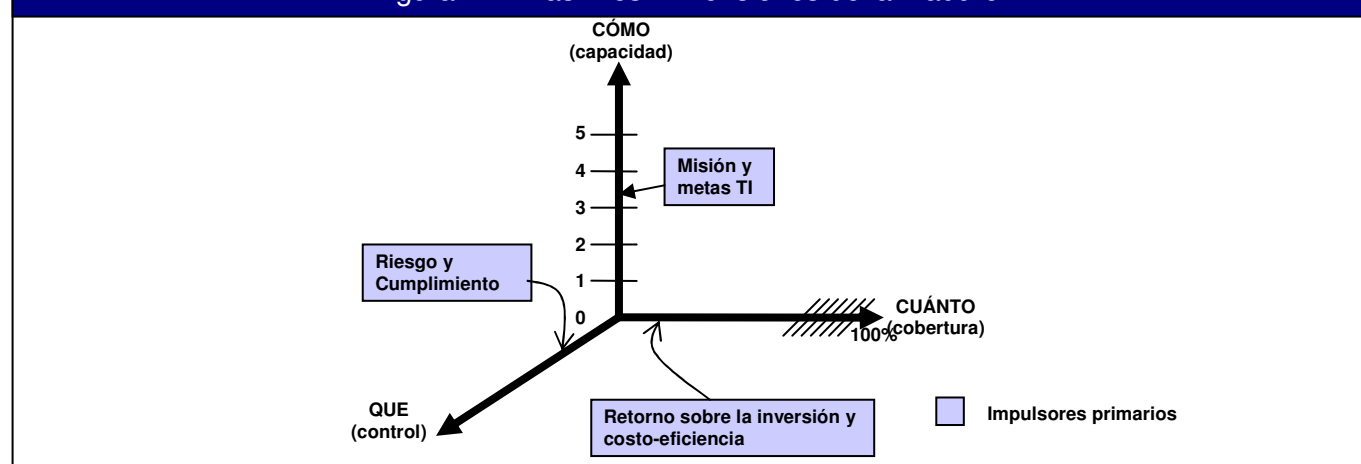 CÓMO
(capacidad)
5
4
Misión y
metas TI
3
2
Riesgo y
Cumplimiento
1
0
CUÁNTO
(cobertura)
100%
QUE
(control)
Retorno sobre la inversión y
costo-eficiencia
Impulsores primarios